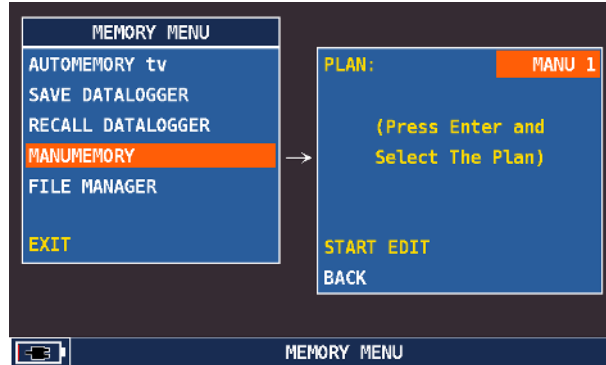 MEMORY MENU
AUTOMEMORY tv
SAVE DATALOGGER
RECALL DATALOGGER
MANUMEMORY
FILE MANAGER
EXIT
PLAN: MANU 1
(Press Enter and
Select The Plan)
START EDIT
BACK
MEMORY MENU